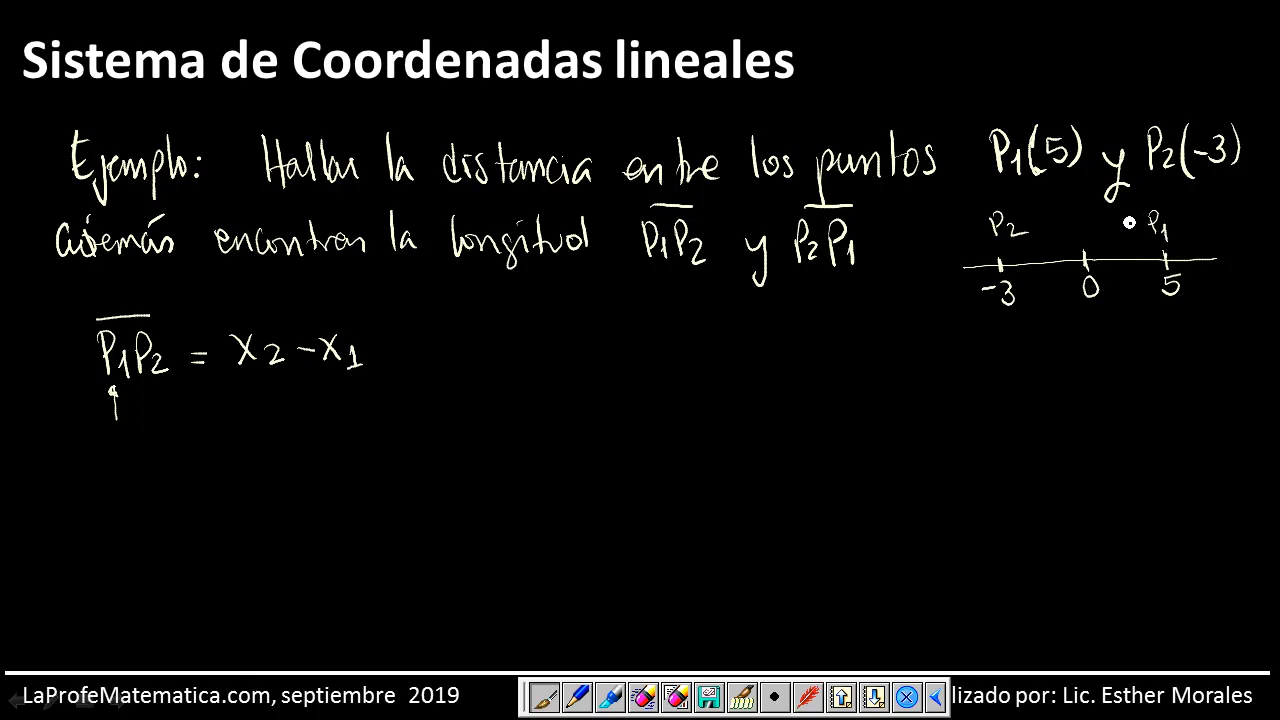 Sistema de Coordenadas lineales
Ejemplo: Hallar la distancia entre los puntos P1(5) y P2(-3)
además encontrar la longitud P1P2 y P2P1
P2 P1
-3 0 5
P1P2 = X2 - X1
LaProfeMatematica.com, septiembre 2019
lizado por: Lic. Esther Morales